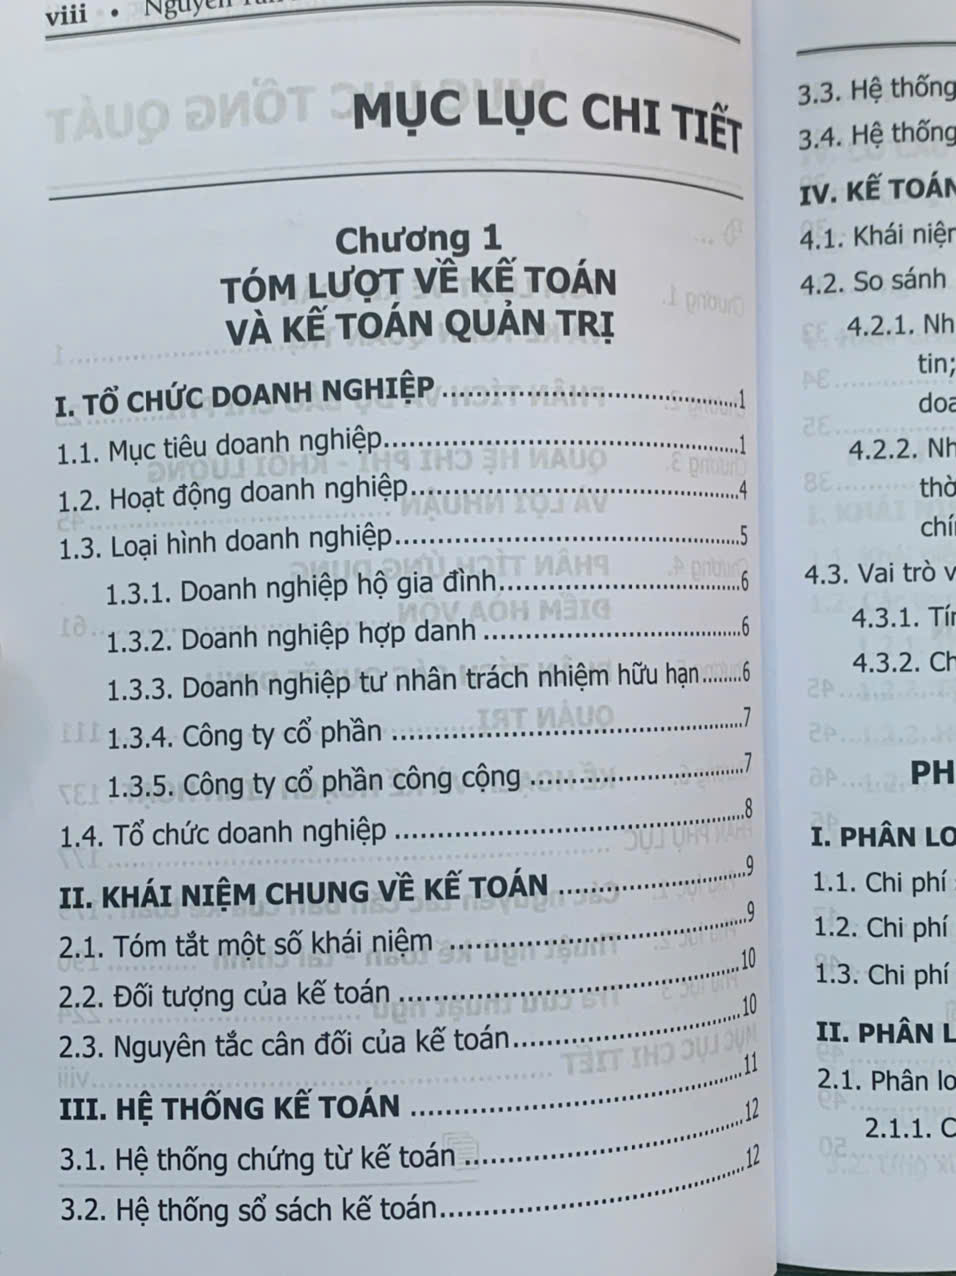 viii • Nguyễn
MỤC LỤC CHI TIẾT
Chương 1
TÓM LƯỢT VỀ KẾ TOÁN
VÀ KẾ TOÁN QUẢN TRỊ
I. TỔ CHỨC DOANH NGHIỆP ........ 1
1.1. Mục tiêu doanh nghiệp ........ 1
1.2. Hoạt động doanh nghiệp ........ 4
1.3. Loại hình doanh nghiệp ........ 5
1.3.1. Doanh nghiệp hộ gia đình ........ 6
1.3.2. Doanh nghiệp hợp danh ........ 6
1.3.3. Doanh nghiệp tư nhân trách nhiệm hữu hạn ........ 6
1.3.4. Công ty cổ phần ........ 7
1.3.5. Công ty cổ phần công cộng ........ 7
1.4. Tổ chức doanh nghiệp ........ 8
II. KHÁI NIỆM CHUNG VỀ KẾ TOÁN ........ 9
2.1. Tóm tắt một số khái niệm ........ 9
2.2. Đối tượng của kế toán ........ 10
2.3. Nguyên tắc cân đối của kế toán ........ 10
III. HỆ THỐNG KẾ TOÁN ........ 11
3.1. Hệ thống chứng từ kế toán ........ 12
3.2. Hệ thống sổ sách kế toán ........ 12
3.3. Hệ thống
3.4. Hệ thống
IV. KẾ TOÁN
4.1. Khái
4.2. So sánh
4.2.1.
tin;
4.2.2.
4.3. Vai trò
4.3.1.
4.3.2.
I. PHÂN
1.1. Chi phí
1.2. Chi phí
1.3. Chi phí
II. PHÂN
2.1. Phân
2.1.1.